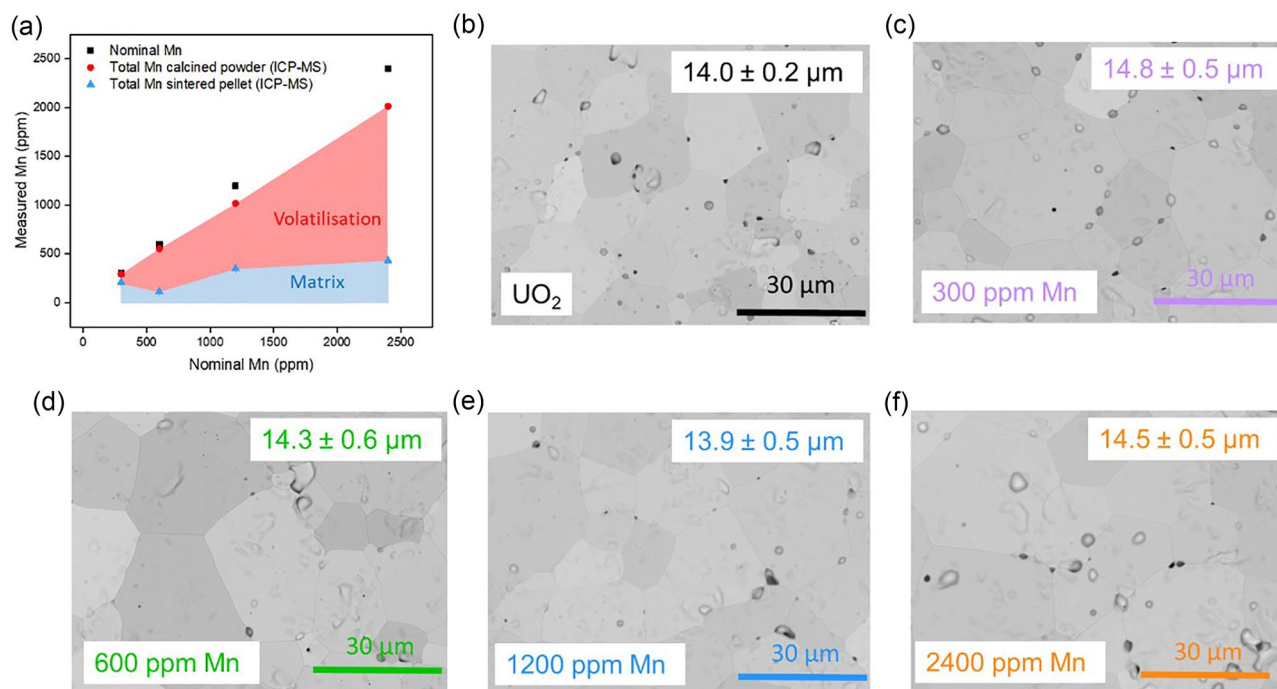 (a)
Nominal Mn
Total Mn calcined powder (ICP-MS)
Total Mn sintered pellet (ICP-MS)
2500
2000
1500
1000
500
0
Measured Mn (ppm)
Volatilisation
Matrix
0 500 1000 1500 2000 2500
Nominal Mn (ppm)
(b)
14.0 ± 0.2 µm
UO₂
30 µm
(c)
14.8 ± 0.5 µm
300 ppm Mn
30 µm
(d)
14.3 ± 0.6 µm
600 ppm Mn
30 µm
(e)
13.9 ± 0.5 µm
1200 ppm Mn
30 µm
(f)
14.5 ± 0.5 µm
2400 ppm Mn
30 µm